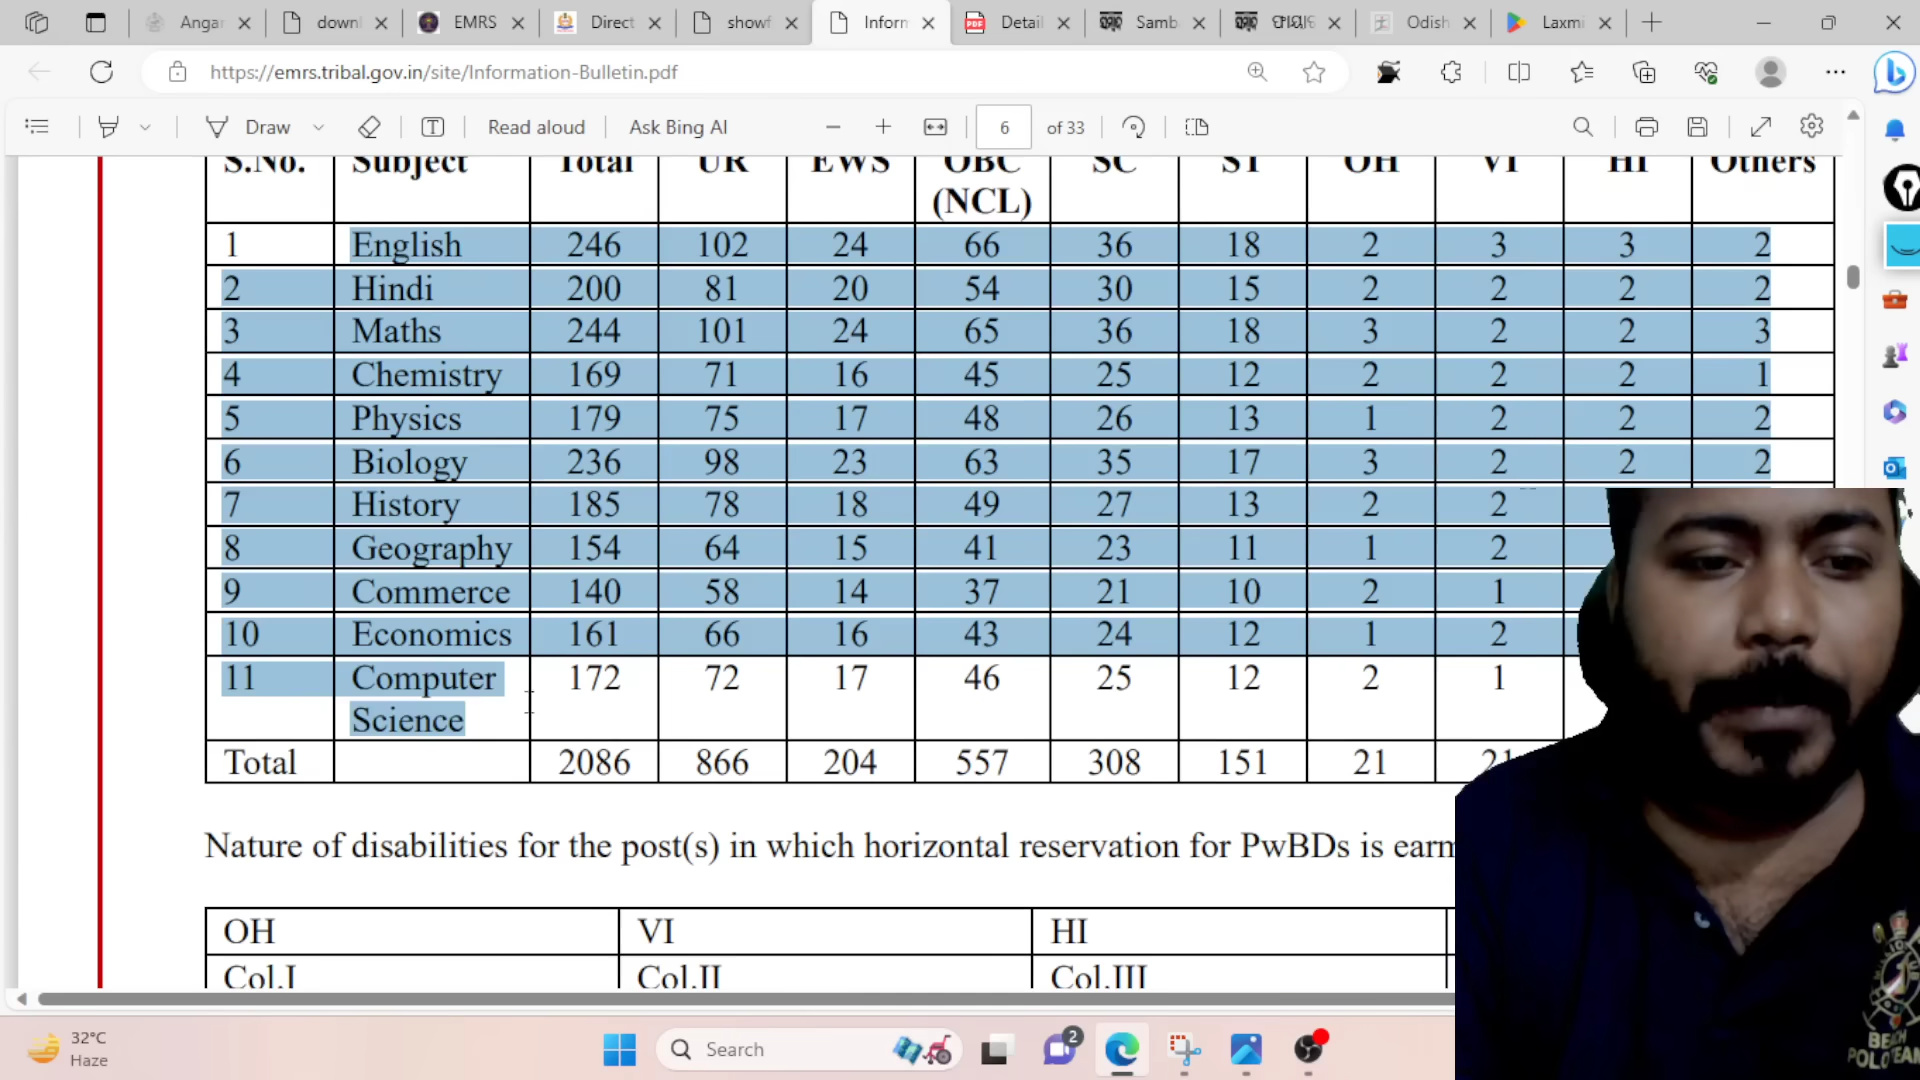 Angar
downl
EMRS
Direct
showf
Inform
Detail
Samb
ଫାମାସି
Odish
Laxmi
https://emrs.tribal.gov.in/site/Information-Bulletin.pdf
Draw
Read aloud
Ask Bing AI
6 of 33
S.No. Subject Total UR EWS OBC (NCL) SC ST OH VI HI Others
1 English 246 102 24 66 36 18 2 3 3 2
2 Hindi 200 81 20 54 30 15 2 2 2 2
3 Maths 244 101 24 65 36 18 3 2 2 3
4 Chemistry 169 71 16 45 25 12 2 2 2 1
5 Physics 179 75 17 48 26 13 1 2 2 2
6 Biology 236 98 23 63 35 17 3 2 2 2
7 History 185 78 18 49 27 13 2 2
8 Geography 154 64 15 41 23 11 1 2
9 Commerce 140 58 14 37 21 10 2 1
10 Economics 161 66 16 43 24 12 1 2
11 Computer Science 172 72 17 46 25 12 2 1
Total 2086 866 204 557 308 151 21 21
Nature of disabilities for the post(s) in which horizontal reservation for PwBDs is earm
OH VI HI
Col.I Col.II Col.III
BEACH
POLO TEAM
32°C
Haze
Search
2